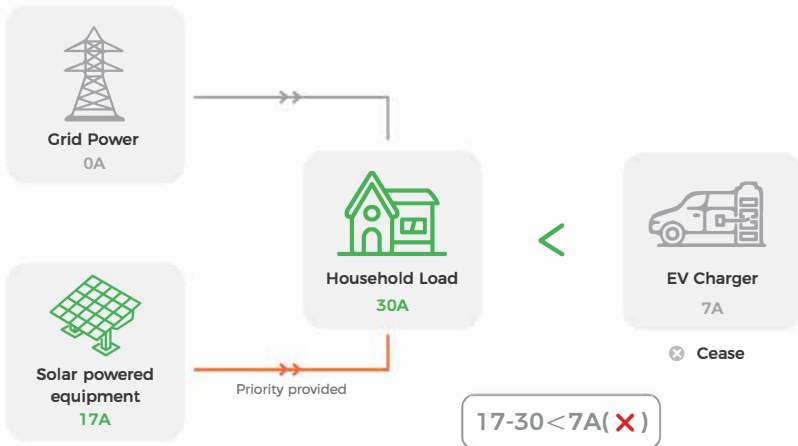 Grid Power
0A
Household Load
30A
<
EV Charger
7A
Cease
Solar powered
equipment
17A
Priority provided
17-30<7A(❌)